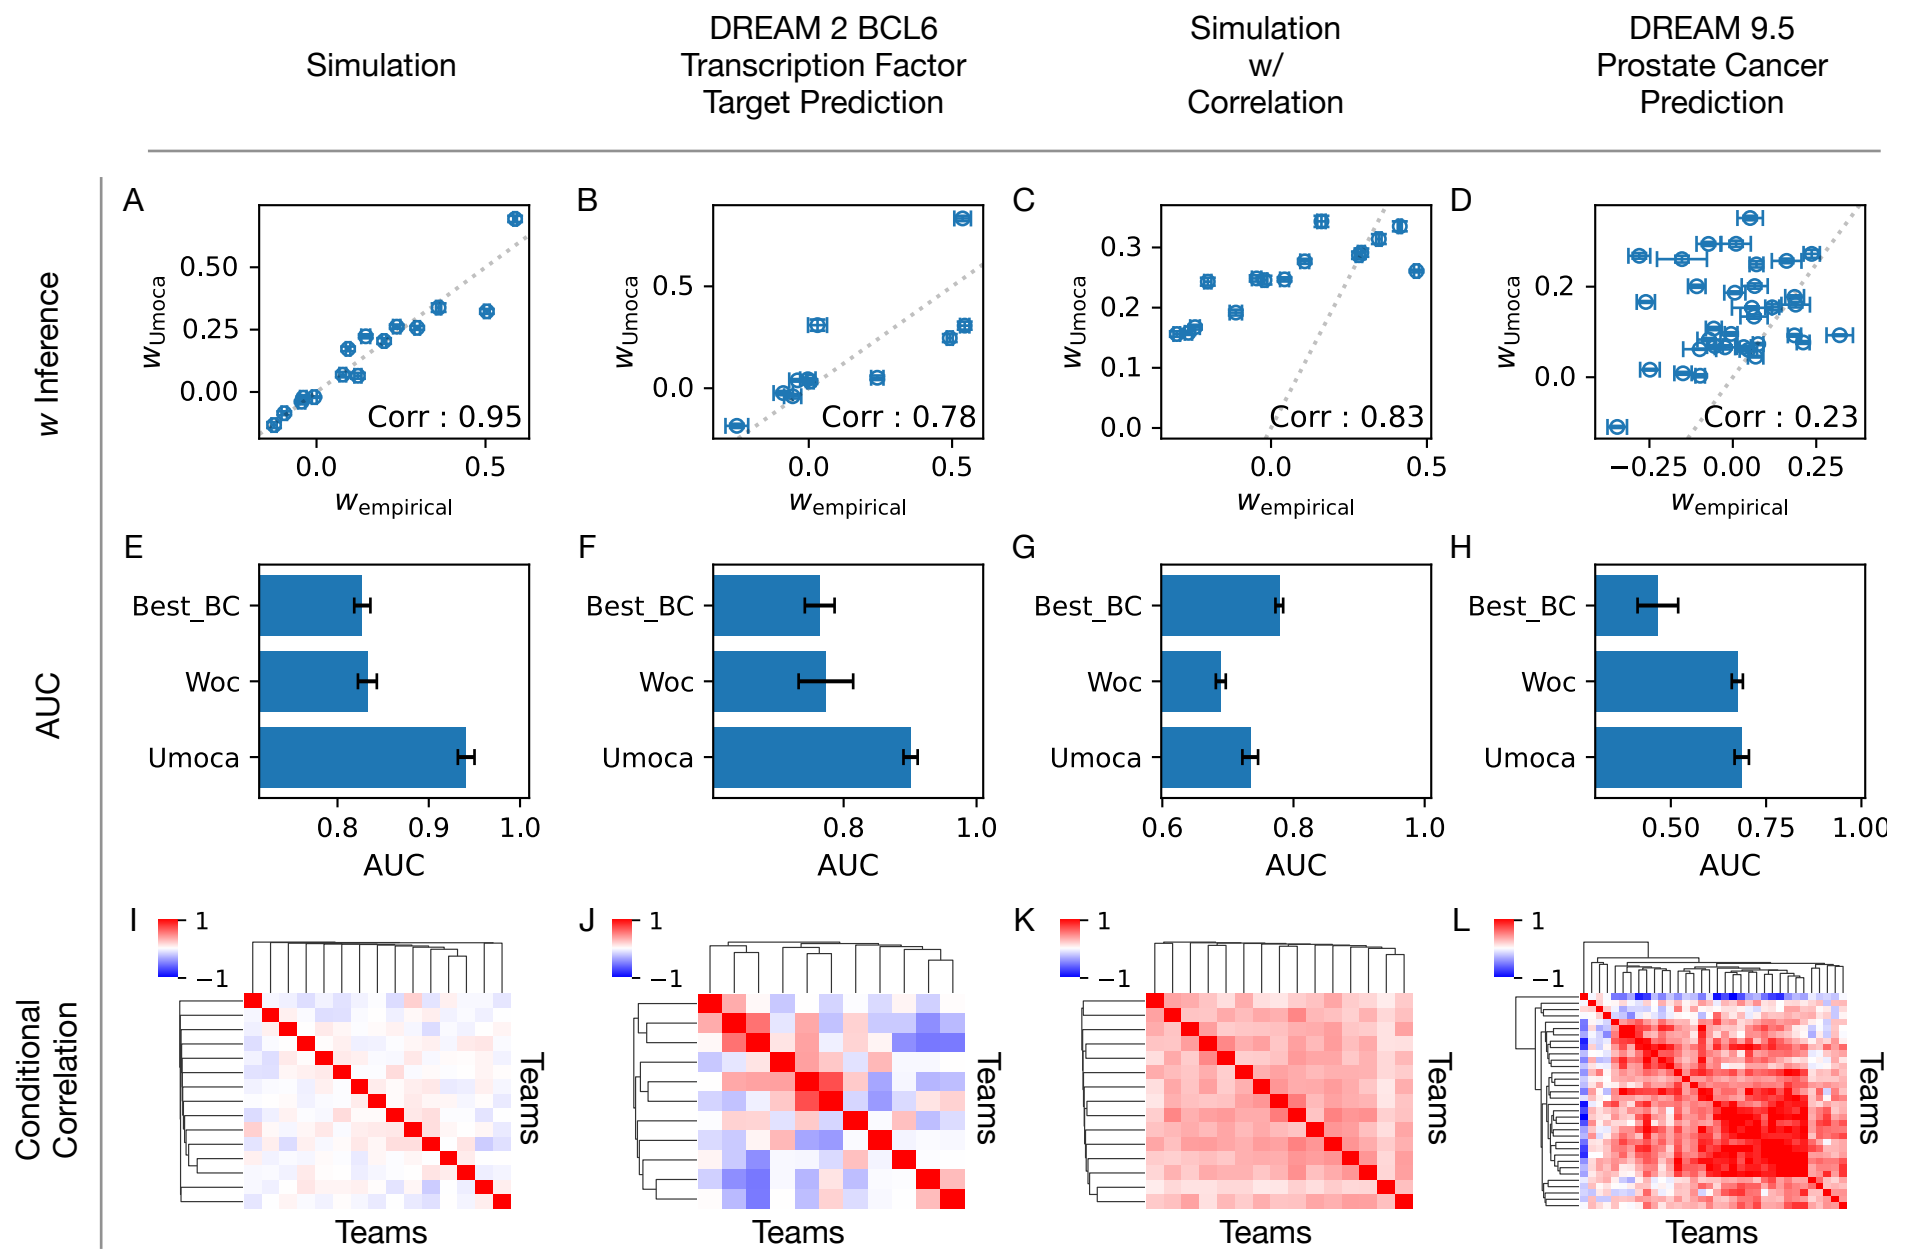 Simulation
DREAM 2 BCL6
Transcription Factor
Target Prediction
Simulation
w/
Correlation
DREAM 9.5
Prostate Cancer
Prediction
w Inference
A
wUmoca
0.50
0.25
0.00
Corr : 0.95
0.0
0.5
wempirical
B
wUmoca
0.5
0.0
Corr : 0.78
0.0
0.5
wempirical
C
wUmoca
0.3
0.2
0.1
0.0
Corr : 0.83
0.0
0.5
wempirical
D
wUmoca
0.2
0.0
Corr : 0.23
−0.25
0.00
0.25
wempirical
AUC
E
Best_BC
Woc
Umoca
0.8
0.9
1.0
AUC
F
Best_BC
Woc
Umoca
0.8
1.0
AUC
G
Best_BC
Woc
Umoca
0.6
0.8
1.0
AUC
H
Best_BC
Woc
Umoca
0.50
0.75
1.00
AUC
Conditional
Correlation
I
1
−1
Teams
Teams
J
1
−1
Teams
Teams
K
1
−1
Teams
Teams
L
1
−1
Teams
Teams